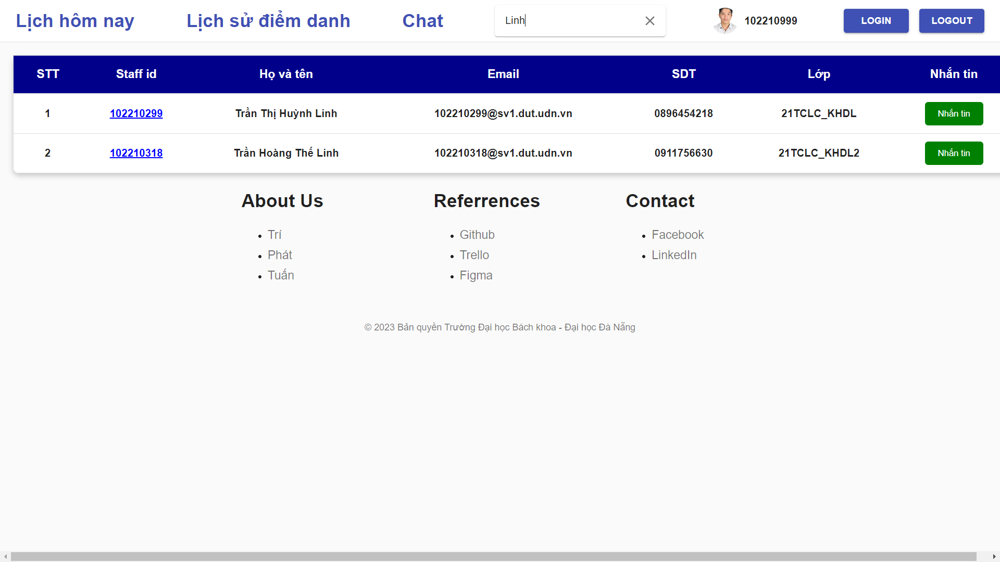 Lịch hôm nay Lịch sử điểm danh Chat Linh 102210999 LOGIN LOGOUT
STT Staff id Họ và tên Email SDT Lớp Nhắn tin
1 102210299 Trần Thị Huỳnh Linh 102210299@sv1.dut.udn.vn 0896454218 21TCLC_KHDL Nhắn tin
2 102210318 Trần Hoàng Thế Linh 102210318@sv1.dut.udn.vn 0911756630 21TCLC_KHDL2 Nhắn tin
About Us Referrences Contact
Trí Github Facebook
Phát Trello LinkedIn
Tuấn Figma
© 2023 Bản quyền Trường Đại học Bách khoa - Đại học Đà Nẵng